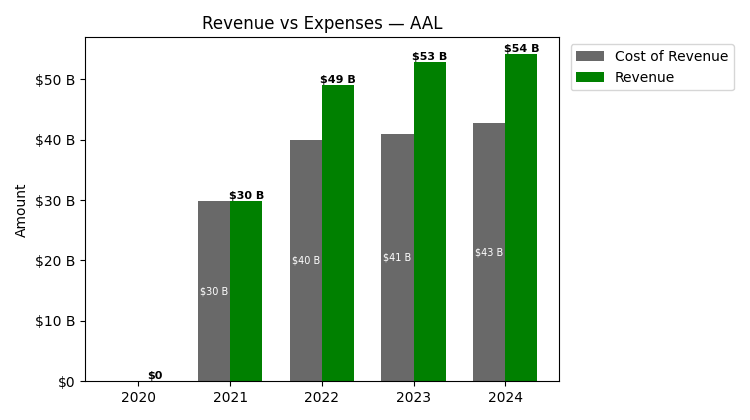 Revenue vs Expenses — AAL
Cost of Revenue
Revenue
Amount
$50 B
$40 B
$30 B
$20 B
$10 B
$0
$0
$30 B
$30 B
$40 B
$49 B
$41 B
$53 B
$43 B
$54 B
2020 2021 2022 2023 2024